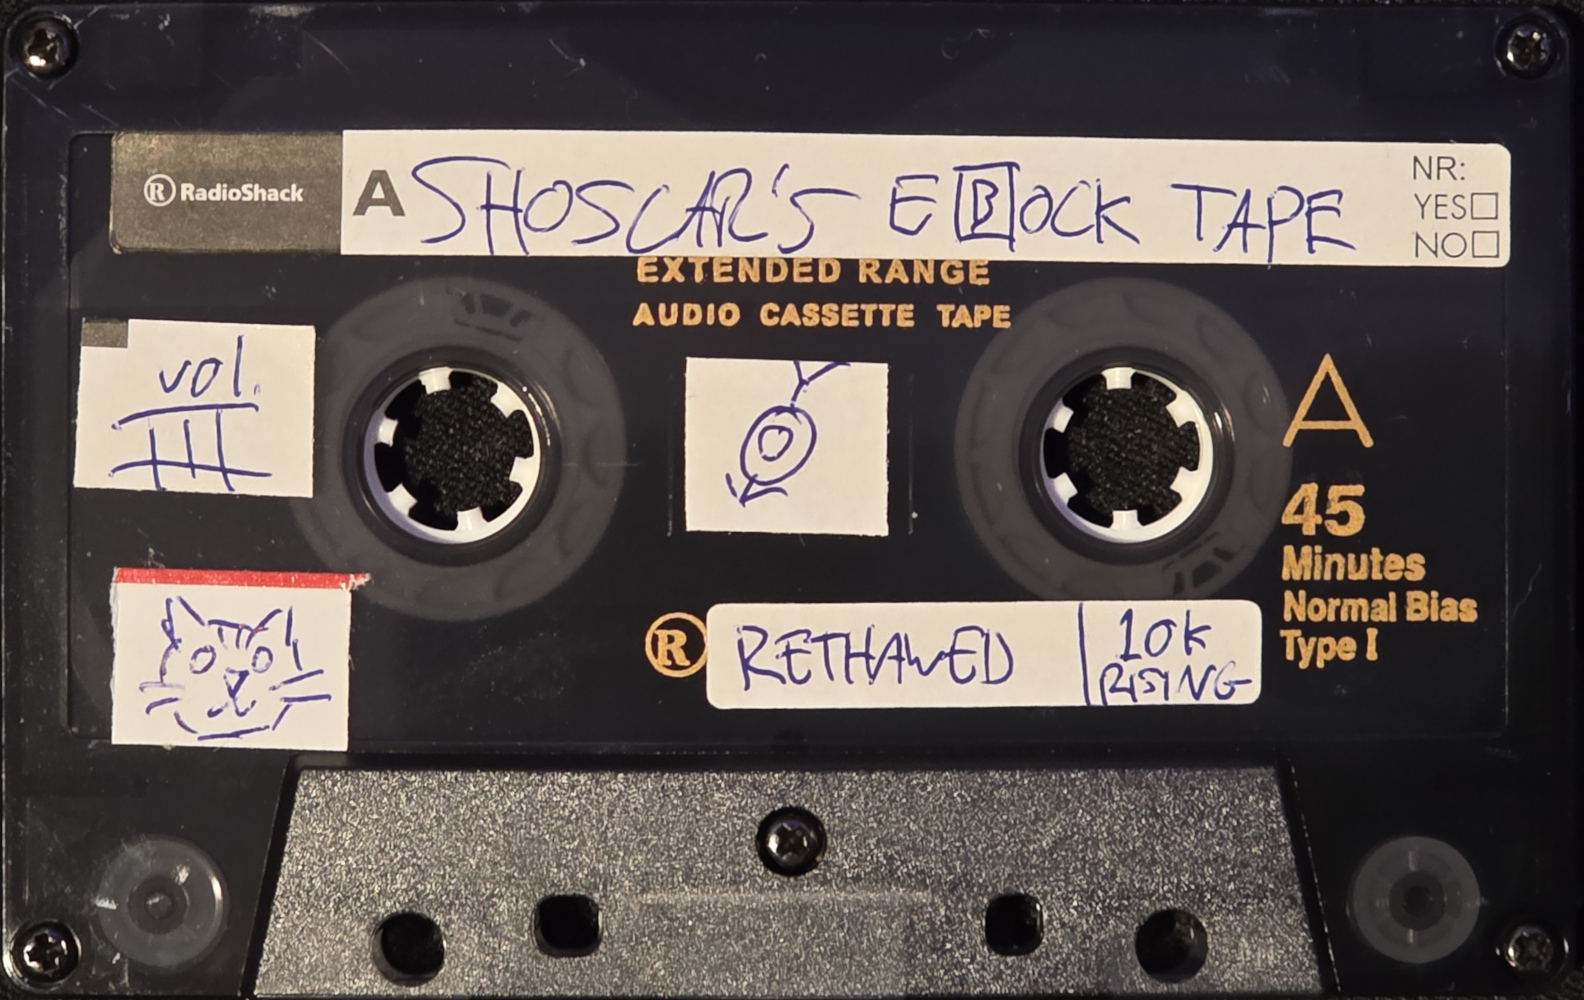 ® RadioShack
A SHOSCAR'S E BLOCK TAPE
NR:
YES
NO
EXTENDED RANGE
AUDIO CASSETTE TAPE
vol.
III
A
45
Minutes
Normal Bias
Type I
® RETHAWED
10k
RISING